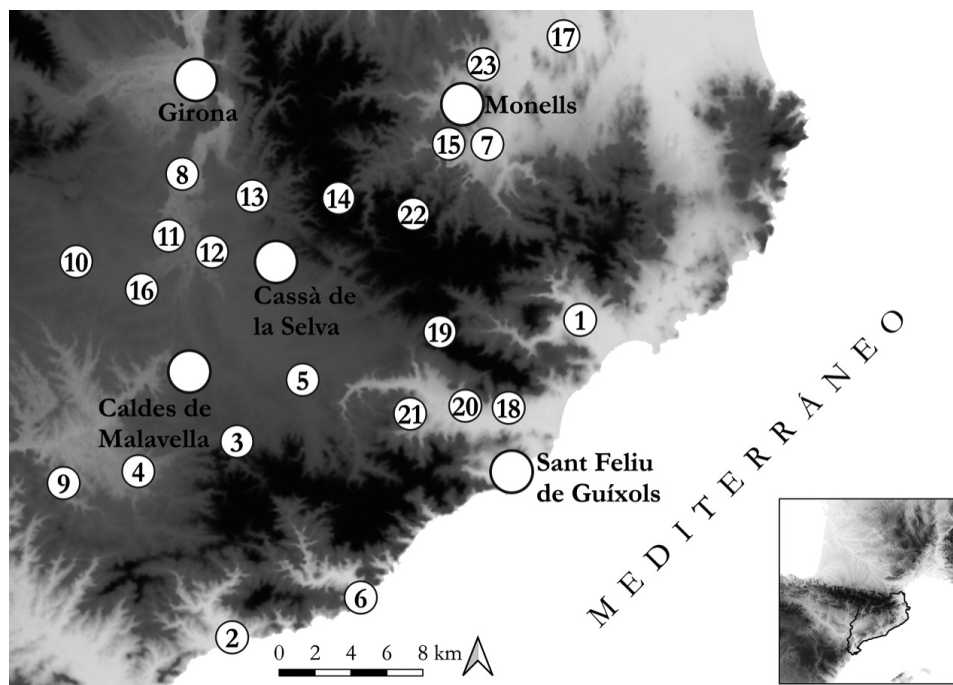 17
23
Girona
Monells
15
7
8
13
14
22
11
12
10
16
Cassà de
la Selva
1
19
5
Caldes de
Malavella
21
20
18
3
4
9
Sant Feliu
de Guíxols
MEDITERRÁNEO
6
2
0 2 4 6 8 km